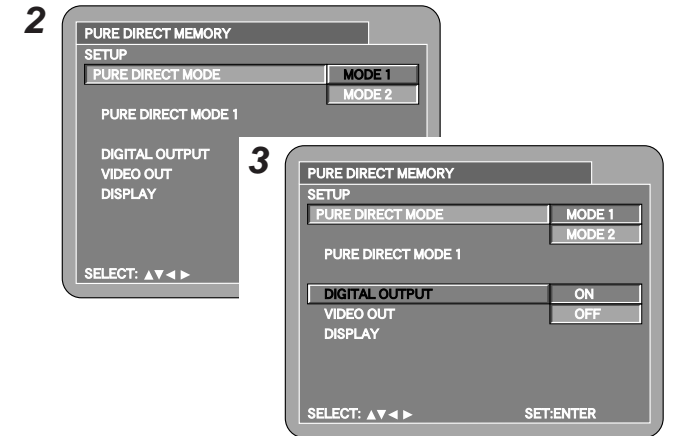 2
PURE DIRECT MEMORY
SETUP
PURE DIRECT MODE MODE 1
MODE 2
PURE DIRECT MODE 1
DIGITAL OUTPUT
VIDEO OUT
DISPLAY
SELECT: ▲▼◄ ►
3
PURE DIRECT MEMORY
SETUP
PURE DIRECT MODE MODE 1
MODE 2
PURE DIRECT MODE 1
DIGITAL OUTPUT ON
VIDEO OUT OFF
DISPLAY
SELECT: ▲▼◄ ► SET:ENTER